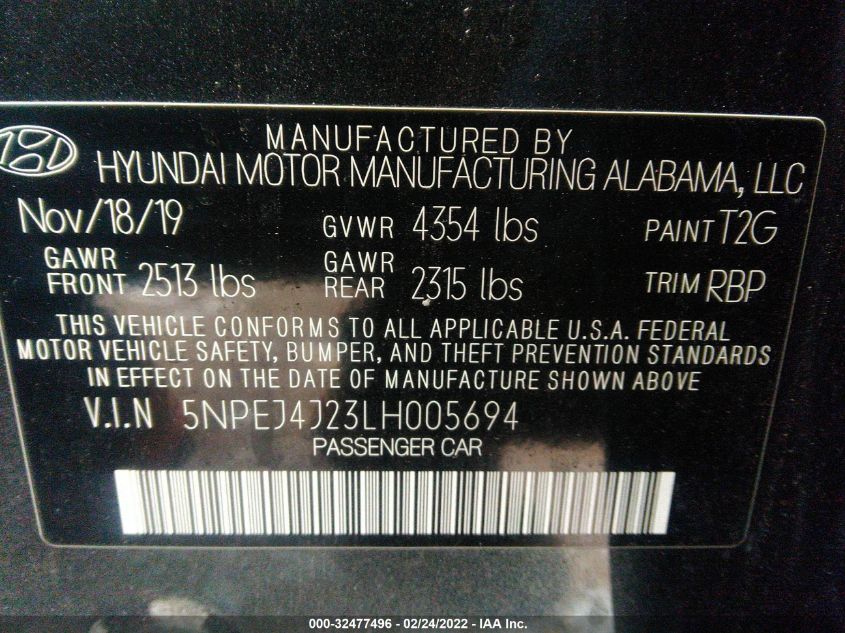 MANUFACTURED BY
HYUNDAI MOTOR MANUFACTURING ALABAMA, LLC
Nov/18/19 GVWR 4354 lbs PAINT T2G
GAWR FRONT 2513 lbs GAWR REAR 2315 lbs TRIM RBP
THIS VEHICLE CONFORMS TO ALL APPLICABLE U.S.A. FEDERAL
MOTOR VEHICLE SAFETY, BUMPER, AND THEFT PREVENTION STANDARDS
IN EFFECT ON THE DATE OF MANUFACTURE SHOWN ABOVE
V.I.N 5NPEJ4J23LH005694
PASSENGER CAR
000-32477496 - 02/24/2022 - IAA Inc.